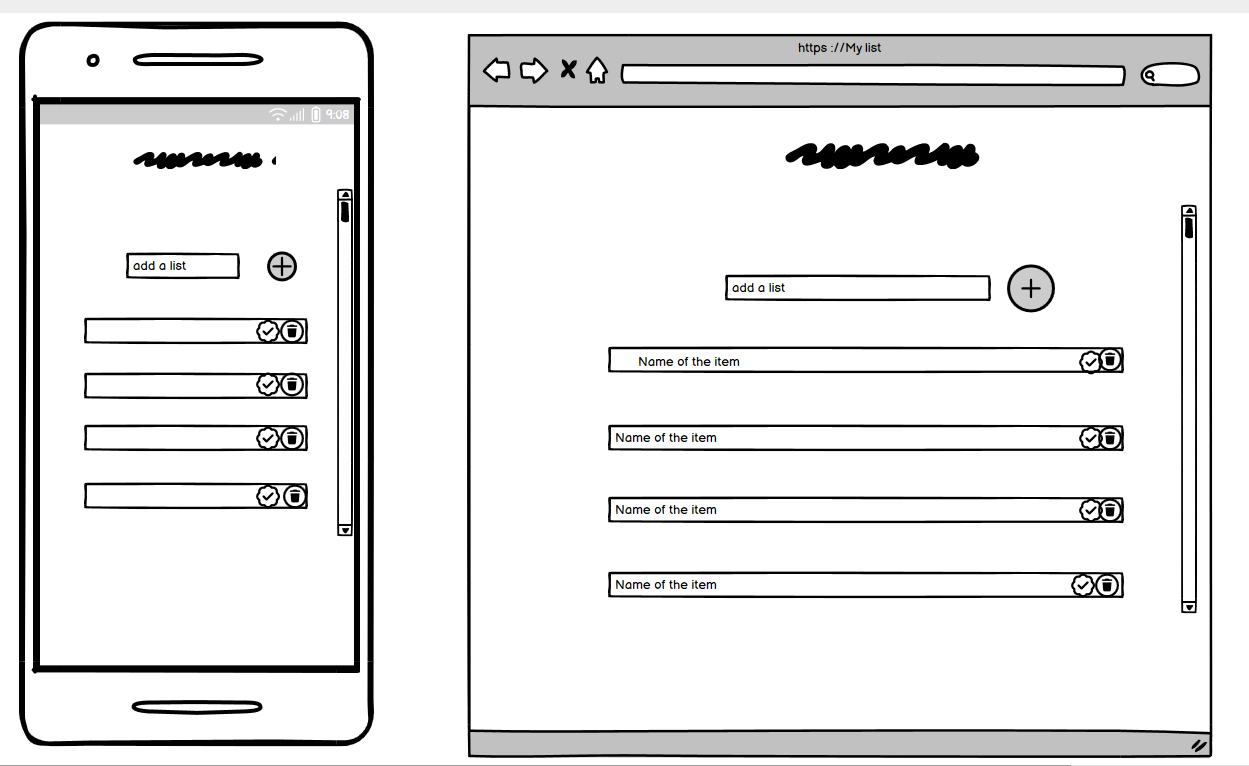 9:08
add a list
https ://My list
add a list
Name of the item
Name of the item
Name of the item
Name of the item